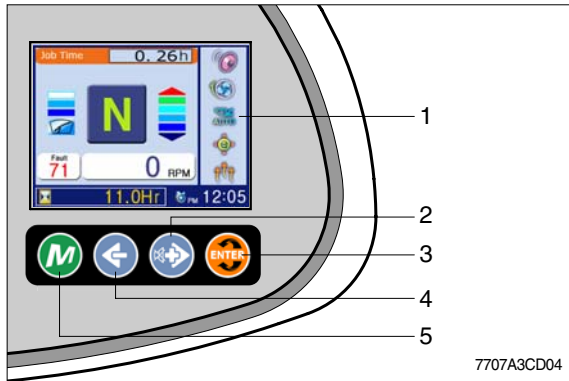 Job Time 0.26h
N
Fault
71
0 RPM
11.0Hr PM 12:05
M
ENTER
1
2
3
4
5
7707A3CD04